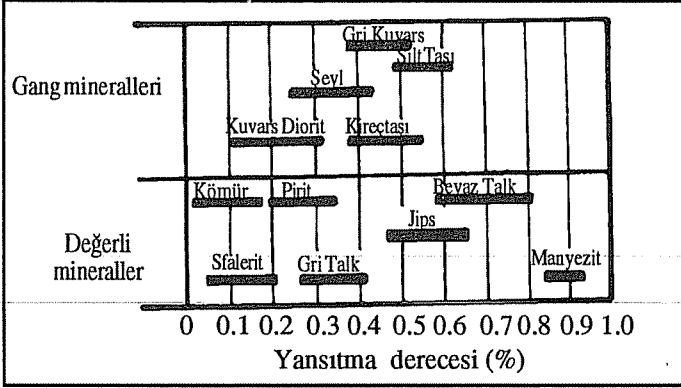 Gri Kuvars
Silt Taşı
Gang mineralleri
Şeyl
Kuvars Diorit Kireçtaşı
Kömür Pirit Beyaz Talk
Jips
Değerli
mineraller
Sfalerit Gri Talk Manyezit
0 0.1 0.2 0.3 0.4 0.5 0.6 0.7 0.8 0.9 1.0
Yansıtma derecesi (%)